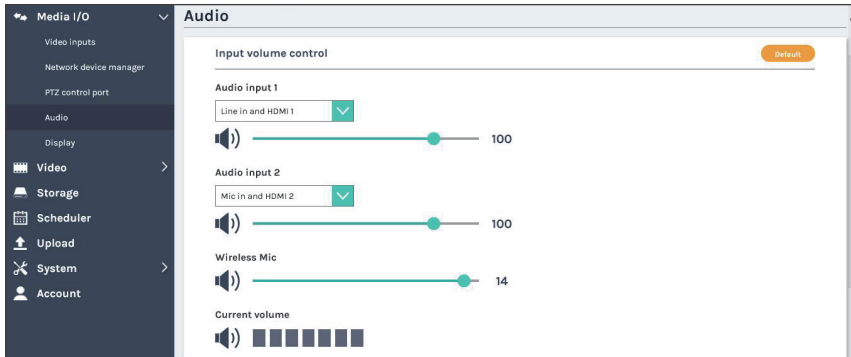 Media I/O
Video inputs
Network device manager
PTZ control port
Audio
Display
Video
Storage
Scheduler
Upload
System
Account
Audio
Input volume control
Default
Audio input 1
Line in and HDMI 1
100
Audio input 2
Mic in and HDMI 2
100
Wireless Mic
14
Current volume